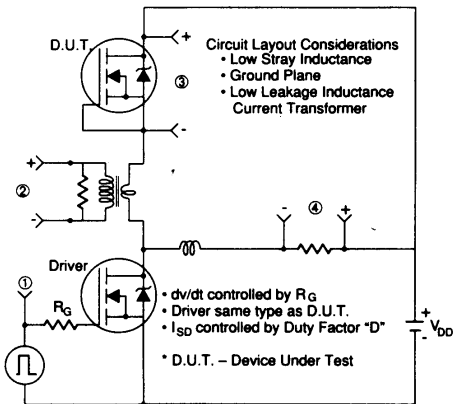 D.U.T.
+
Circuit Layout Considerations
• Low Stray Inductance
③
• Ground Plane
• Low Leakage Inductance
Current Transformer
-
+
②
-
- ④ +
①
Driver
R_G
• dv/dt controlled by R_G
• Driver same type as D.U.T.
• I_SD controlled by Duty Factor "D"
+
V_DD
-
* D.U.T. – Device Under Test